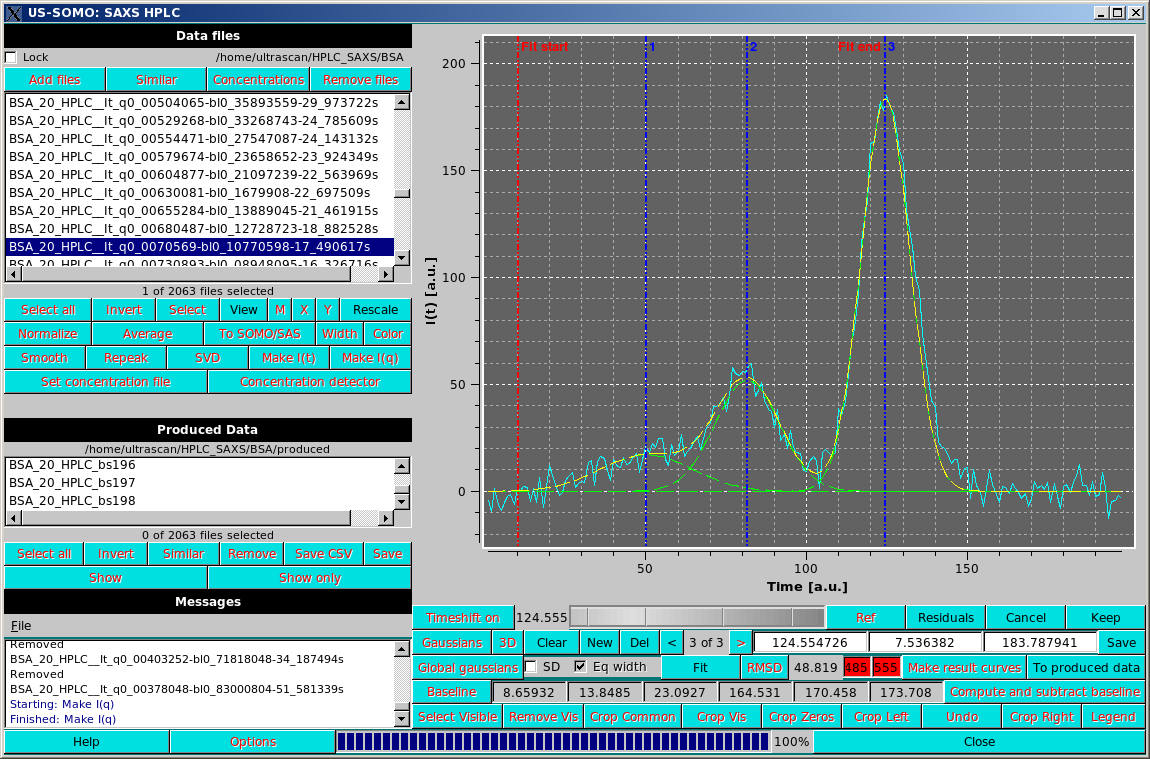 US-SOMO: SAXS HPLC
Data files
Lock /home/ultrascan/HPLC_SAXS/BSA
Add files Similar Concentrations Remove files
BSA_20_HPLC__It_q0_00504065-bl0_35893559-29_973722s
BSA_20_HPLC__It_q0_00529268-bl0_33268743-24_785609s
BSA_20_HPLC__It_q0_00554471-bl0_27547087-24_143132s
BSA_20_HPLC__It_q0_00579674-bl0_23658652-23_924349s
BSA_20_HPLC__It_q0_00604877-bl0_21097239-22_563969s
BSA_20_HPLC__It_q0_00630081-bl0_1679908-22_697509s
BSA_20_HPLC__It_q0_00655284-bl0_13889045-21_461915s
BSA_20_HPLC__It_q0_00680487-bl0_12728723-18_882528s
BSA_20_HPLC__It_q0_0070569-bl0_10770598-17_490617s
BSA_20_HPLC__It_q0_00730893-bl0_08948095-16_326716s
1 of 2063 files selected
Select all Invert Select View M X Y Rescale
Normalize Average To SOMO/SAS Width Color
Smooth Repeak SVD Make I(t) Make I(q)
Set concentration file Concentration detector
Produced Data
/home/ultrascan/HPLC_SAXS/BSA/produced
BSA_20_HPLC_bs196
BSA_20_HPLC_bs197
BSA_20_HPLC_bs198
0 of 2063 files selected
Select all Invert Similar Remove Save CSV Save
Show Show only
Messages
File
Removed
BSA_20_HPLC__It_q0_00403252-bl0_71818048-34_187494s
Removed
BSA_20_HPLC__It_q0_00378048-bl0_83000804-51_581339s
Starting: Make I(q)
Finished: Make I(q)
Help Options 100% Close
Fit start 1 2 Fit end 3
200
150
100
50
0
I(t) [a.u.]
50 100 150
Time [a.u.]
Timeshift on 124.555 Ref Residuals Cancel Keep
Gaussians 3D Clear New Del < 3 of 3 > 124.554726 7.536382 183.787941 Save
Global gaussians SD Eq width Fit RMSD 48.819 485 555 Make result curves To produced data
Baseline 8.65932 13.8485 23.0927 164.531 170.458 173.708 Compute and subtract baseline
Select Visible Remove Vis Crop Common Crop Vis Crop Zeros Crop Left Undo Crop Right Legend